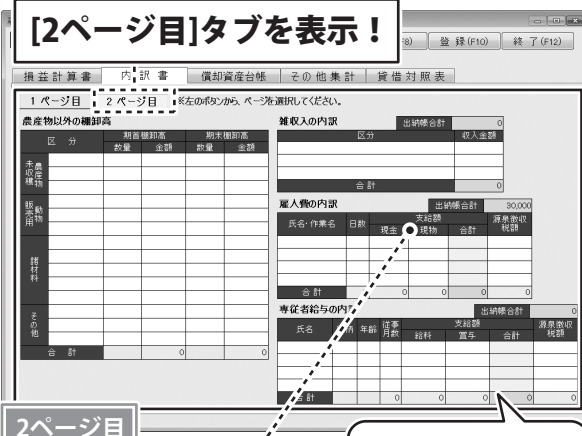 [2ページ目]タブを表示！
登 録(F10)
終 了(F12)
損益計算書
内 訳 書
償却資産台帳
その他集計
貸借対照表
1 ページ目
2 ページ目
※左のボタンから、ページを選択してください。
農産物以外の棚卸高
区 分
期首棚卸高
期末棚卸高
数量
金額
数量
金額
未収穫農産物
販売用動物
諸材料
その他
合 計
0
0
雑収入の内訳
出納帳合計
0
区分
収入金額
合 計
0
雇人費の内訳
出納帳合計
30,000
氏名・作業名
日数
支給額
源泉徴収税額
現金
現物
合計
合 計
0
0
0
0
専従者給与の内訳
出納帳合計
0
氏名
年齢
従事月数
支給額
源泉徴収税額
給料
賞与
合計
合 計
0
0
0
0
0
2ページ目